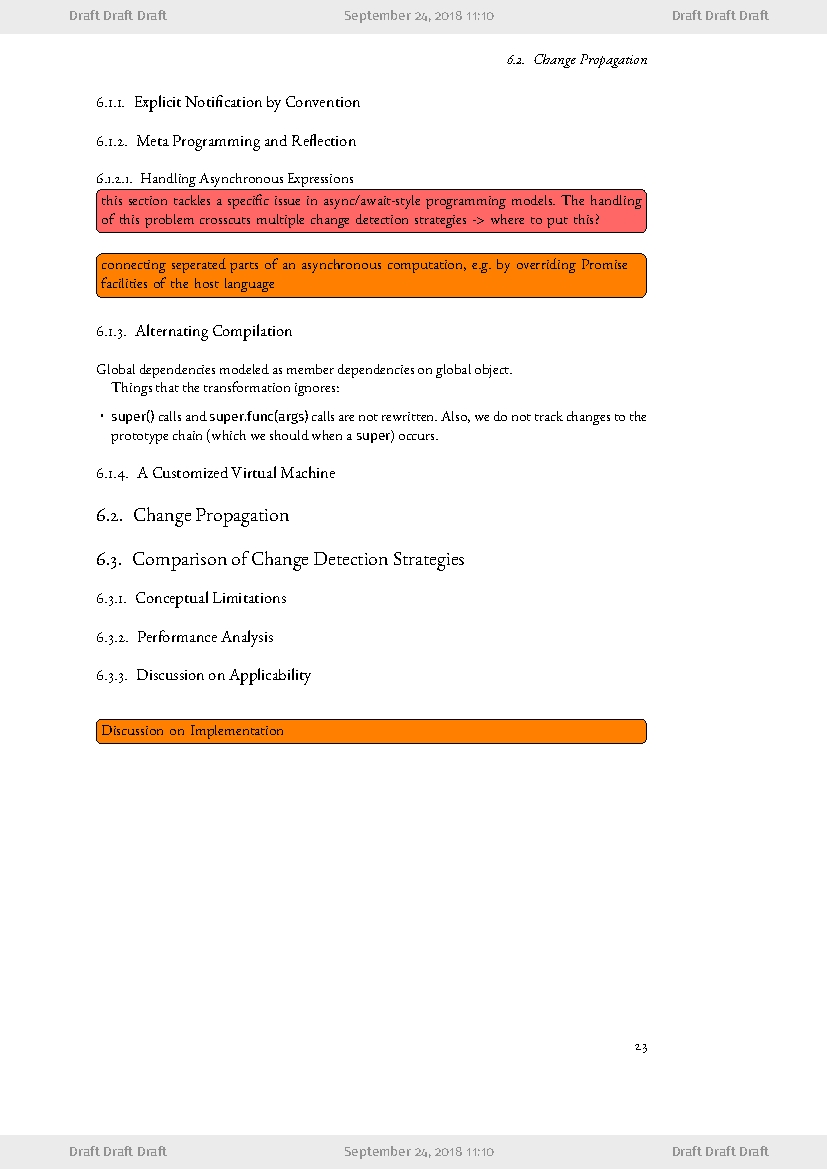 Draft Draft Draft September 24, 2018 11:10 Draft Draft Draft
6.2. Change Propagation
6.1.1. Explicit Notification by Convention
6.1.2. Meta Programming and Reflection
6.1.2.1. Handling Asynchronous Expressions
this section tackles a specific issue in async/await-style programming models. The handling
of this problem crosscuts multiple change detection strategies -> where to put this?
connecting seperated parts of an asynchronous computation, e.g. by overriding Promise
facilities of the host language
6.1.3. Alternating Compilation
Global dependencies modeled as member dependencies on global object.
Things that the transformation ignores:
• super() calls and super.func(args) calls are not rewritten. Also, we do not track changes to the
prototype chain (which we should when a super) occurs.
6.1.4. A Customized Virtual Machine
6.2. Change Propagation
6.3. Comparison of Change Detection Strategies
6.3.1. Conceptual Limitations
6.3.2. Performance Analysis
6.3.3. Discussion on Applicability
Discussion on Implementation
23
Draft Draft Draft September 24, 2018 11:10 Draft Draft Draft